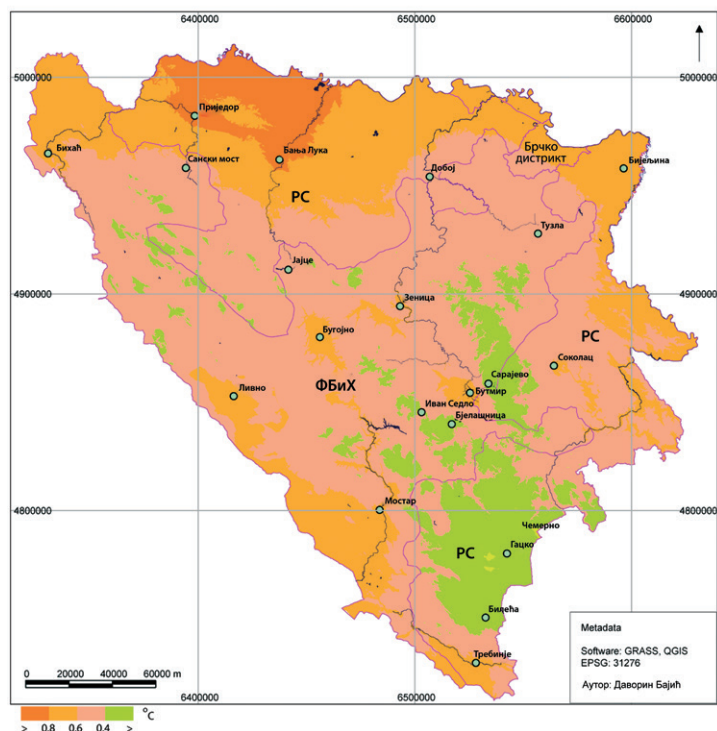 6400000 6500000 6600000
5000000 5000000
Приједор
Бихаћ
Бања Лука
Брчко
дистрикт
Сански мост
Добој
Бијељина
РС
Тузла
Јајце
4900000 4900000
Зеница
Бугојно
РС
Соколац
Сарајево
ФБиХ
Ливно
Бутмир
Иван Седло
Бјелашница
4800000 4800000
Мостар
Чемерно
РС
Гацко
Билећа
Требиње
Metadata
Software: GRASS, QGIS
EPSG: 31276
Аутор: Даворин Бајић
0 20000 40000 60000 m
6400000 6500000 6600000
°C
> 0.8 0.6 0.4 >